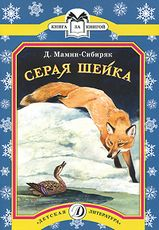 КНИГА ЗА КНИГОЙ
Д. Мамин-Сибиряк
СЕРАЯ ШЕЙКА
«ДЕТСКАЯ ЛИТЕРАТУРА»